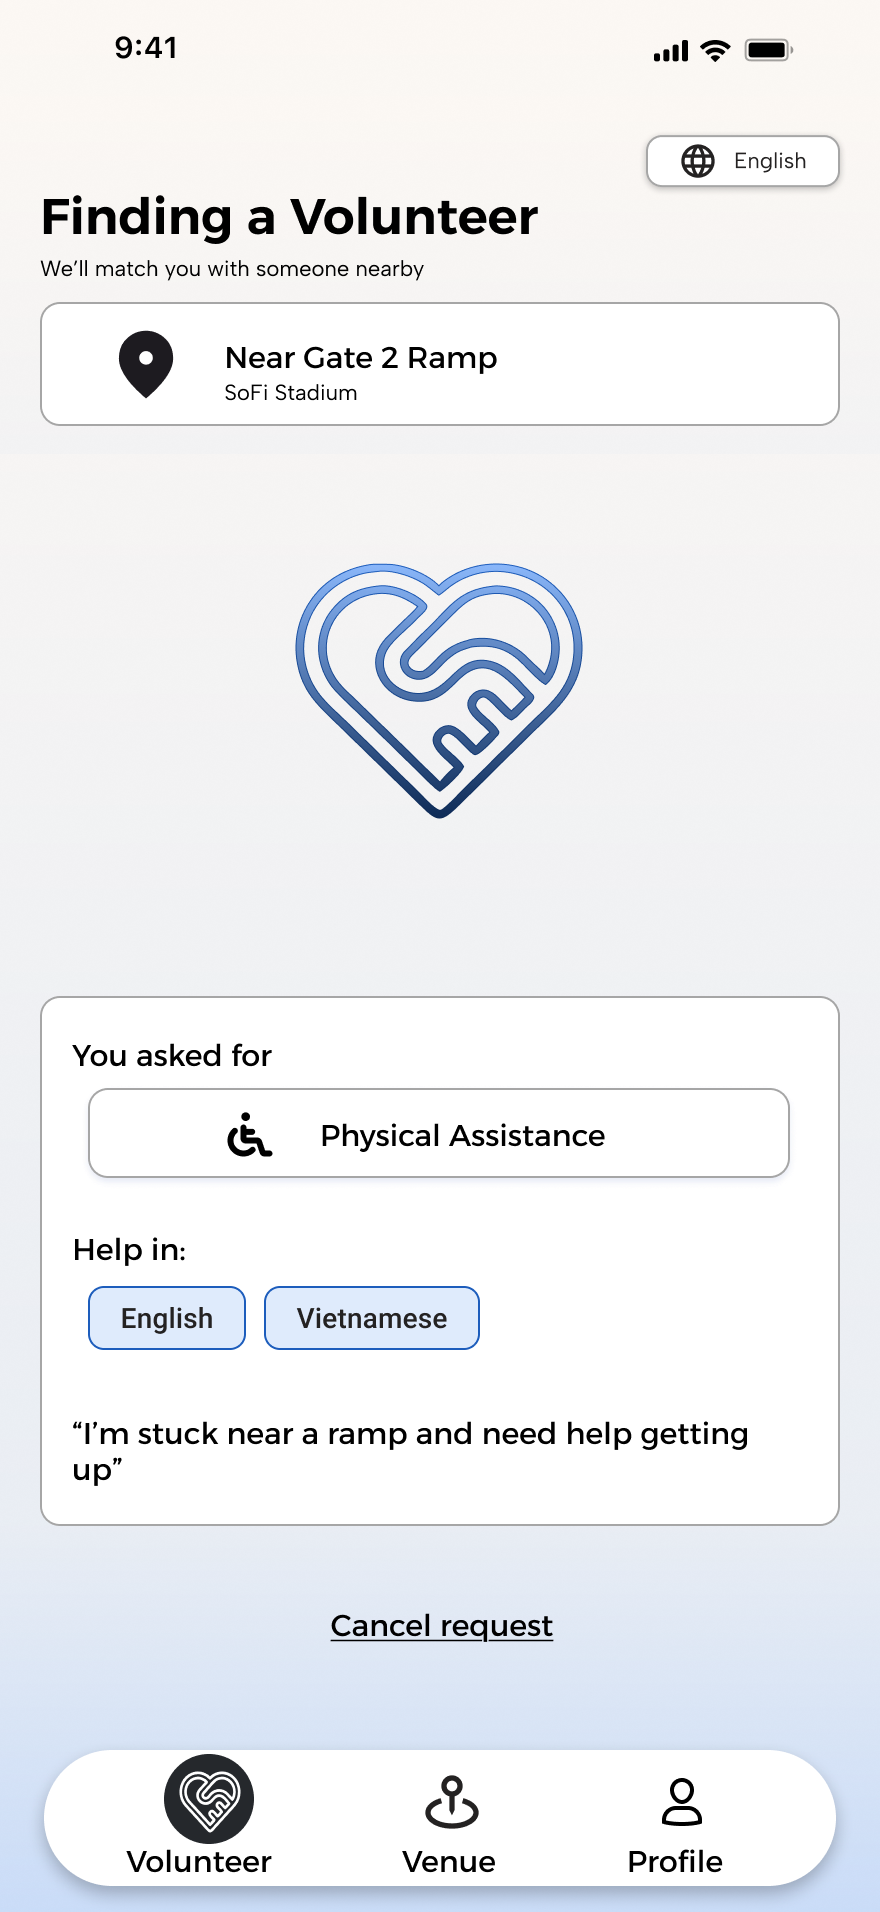 9:41
English
Finding a Volunteer
We’ll match you with someone nearby
Near Gate 2 Ramp
SoFi Stadium
You asked for
Physical Assistance
Help in:
English
Vietnamese
“I’m stuck near a ramp and need help getting
up”
Cancel request
Volunteer
Venue
Profile